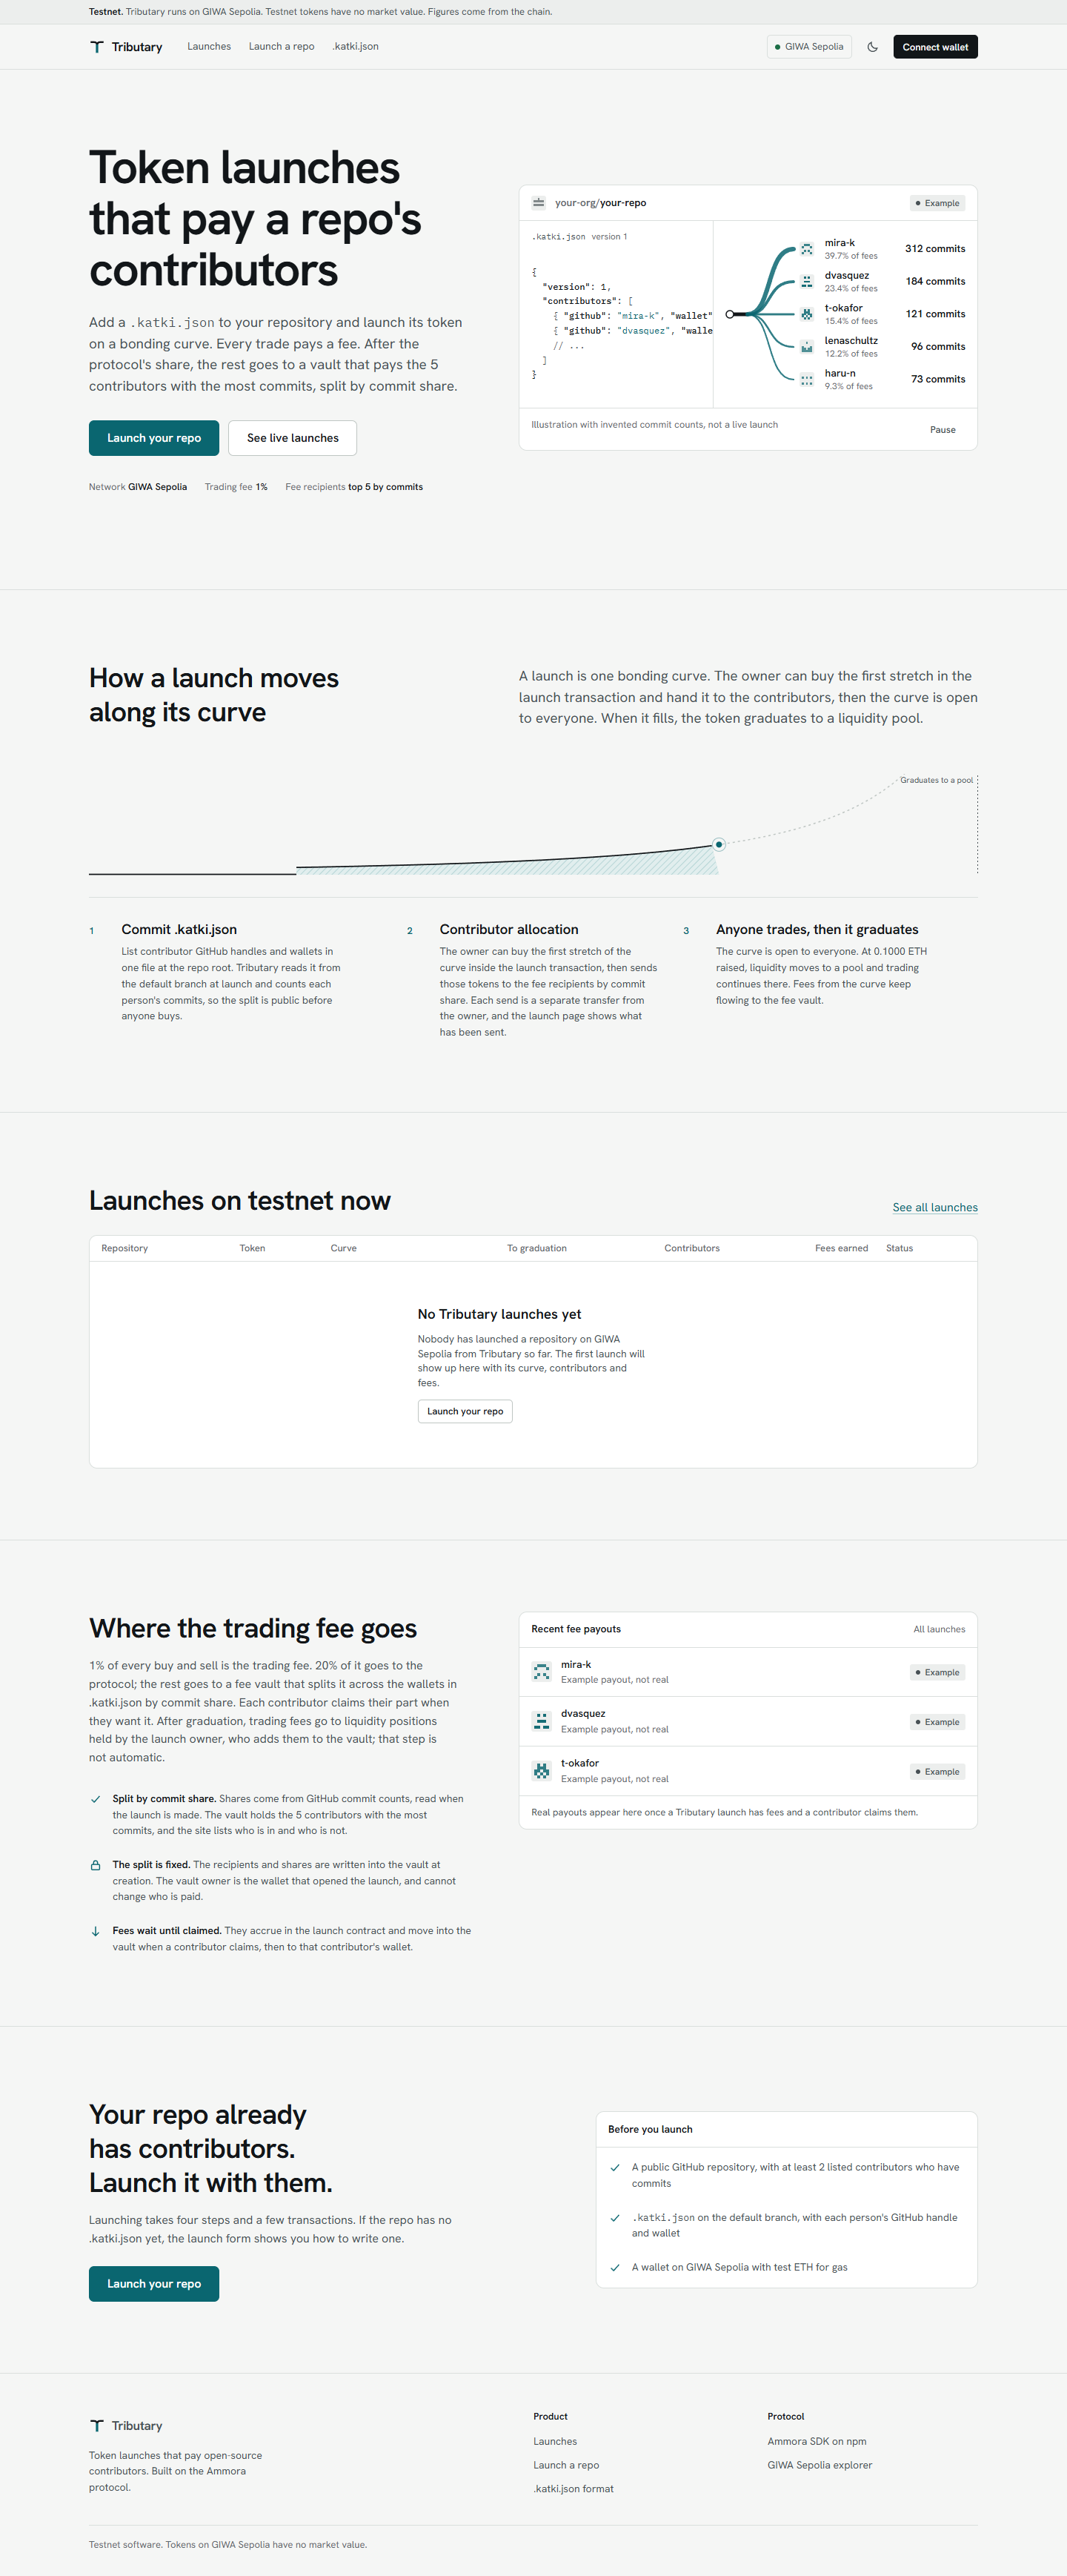 Testnet. Tributary runs on GIWA Sepolia. Testnet tokens have no market value. Figures come from the chain.
Tributary
Launches
Launch a repo
.katki.json
GIWA Sepolia
Connect wallet
Token launches
that pay a repo's
contributors
Add a .katki.json to your repository and launch its token
on a bonding curve. Every trade pays a fee. After the
protocol's share, the rest goes to a vault that pays the 5
contributors with the most commits, split by commit share.
Launch your repo
See live launches
Network GIWA Sepolia
Trading fee 1%
Fee recipients top 5 by commits
your-org/your-repo
Example
.katki.json version 1
{
"version": 1,
"contributors": [
{ "github": "mira-k", "wallet"
{ "github": "dvasquez", "walle
// ...
]
}
mira-k
39.7% of fees
312 commits
dvasquez
23.4% of fees
184 commits
t-okafor
15.4% of fees
121 commits
lenaschultz
12.2% of fees
96 commits
haru-n
9.3% of fees
73 commits
Illustration with invented commit counts, not a live launch
Pause
How a launch moves
along its curve
A launch is one bonding curve. The owner can buy the first stretch in the
launch transaction and hand it to the contributors, then the curve is open
to everyone. When it fills, the token graduates to a liquidity pool.
Graduates to a pool
1
Commit .katki.json
List contributor GitHub handles and wallets in
one file at the repo root. Tributary reads it from
the default branch at launch and counts each
person's commits, so the split is public before
anyone buys.
2
Contributor allocation
The owner can buy the first stretch of the
curve inside the launch transaction, then sends
those tokens to the fee recipients by commit
share. Each send is a separate transfer from
the owner, and the launch page shows what
has been sent.
3
Anyone trades, then it graduates
The curve is open to everyone. At 0.1000 ETH
raised, liquidity moves to a pool and trading
continues there. Fees from the curve keep
flowing to the fee vault.
Launches on testnet now
See all launches
Repository
Token
Curve
To graduation
Contributors
Fees earned
Status
No Tributary launches yet
Nobody has launched a repository on GIWA
Sepolia from Tributary so far. The first launch will
show up here with its curve, contributors and
fees.
Launch your repo
Where the trading fee goes
1% of every buy and sell is the trading fee. 20% of it goes to the
protocol; the rest goes to a fee vault that splits it across the wallets in
.katki.json by commit share. Each contributor claims their part when
they want it. After graduation, trading fees go to liquidity positions
held by the launch owner, who adds them to the vault; that step is
not automatic.
Split by commit share. Shares come from GitHub commit counts, read when
the launch is made. The vault holds the 5 contributors with the most
commits, and the site lists who is in and who is not.
The split is fixed. The recipients and shares are written into the vault at
creation. The vault owner is the wallet that opened the launch, and cannot
change who is paid.
Fees wait until claimed. They accrue in the launch contract and move into the
vault when a contributor claims, then to that contributor's wallet.
Recent fee payouts
All launches
mira-k
Example payout, not real
Example
dvasquez
Example payout, not real
Example
t-okafor
Example payout, not real
Example
Real payouts appear here once a Tributary launch has fees and a contributor claims them.
Your repo already
has contributors.
Launch it with them.
Launching takes four steps and a few transactions. If the repo has no
.katki.json yet, the launch form shows you how to write one.
Launch your repo
Before you launch
A public GitHub repository, with at least 2 listed contributors who have
commits
.katki.json on the default branch, with each person's GitHub handle
and wallet
A wallet on GIWA Sepolia with test ETH for gas
Tributary
Token launches that pay open-source
contributors. Built on the Ammora
protocol.
Product
Launches
Launch a repo
.katki.json format
Protocol
Ammora SDK on npm
GIWA Sepolia explorer
Testnet software. Tokens on GIWA Sepolia have no market value.